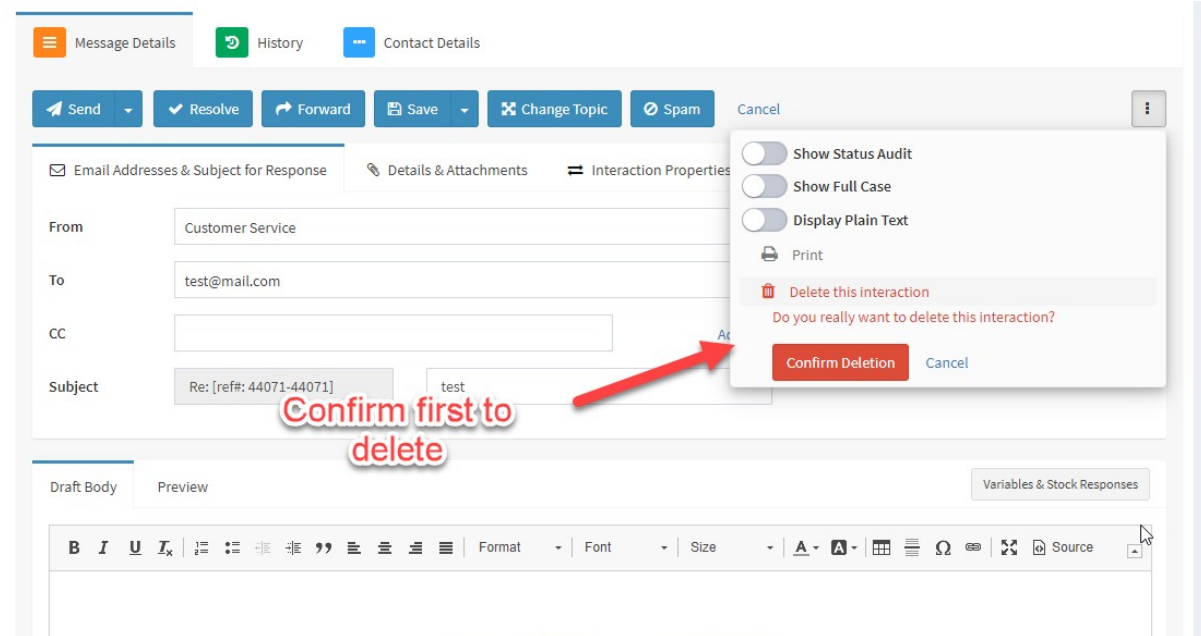 Message Details History Contact Details
Send Resolve Forward Save Change Topic Spam Cancel
Show Status Audit
Show Full Case
Display Plain Text
Print
Delete this interaction
Do you really want to delete this interaction?
Confirm Deletion Cancel
Email Addresses & Subject for Response Details & Attachments Interaction Properties
From Customer Service
To test@mail.com
CC
Subject Re: [ref#: 44071-44071] test
Confirm first to
delete
Draft Body Preview Variables & Stock Responses
B I U Ix Format Font Size A A Ω Source